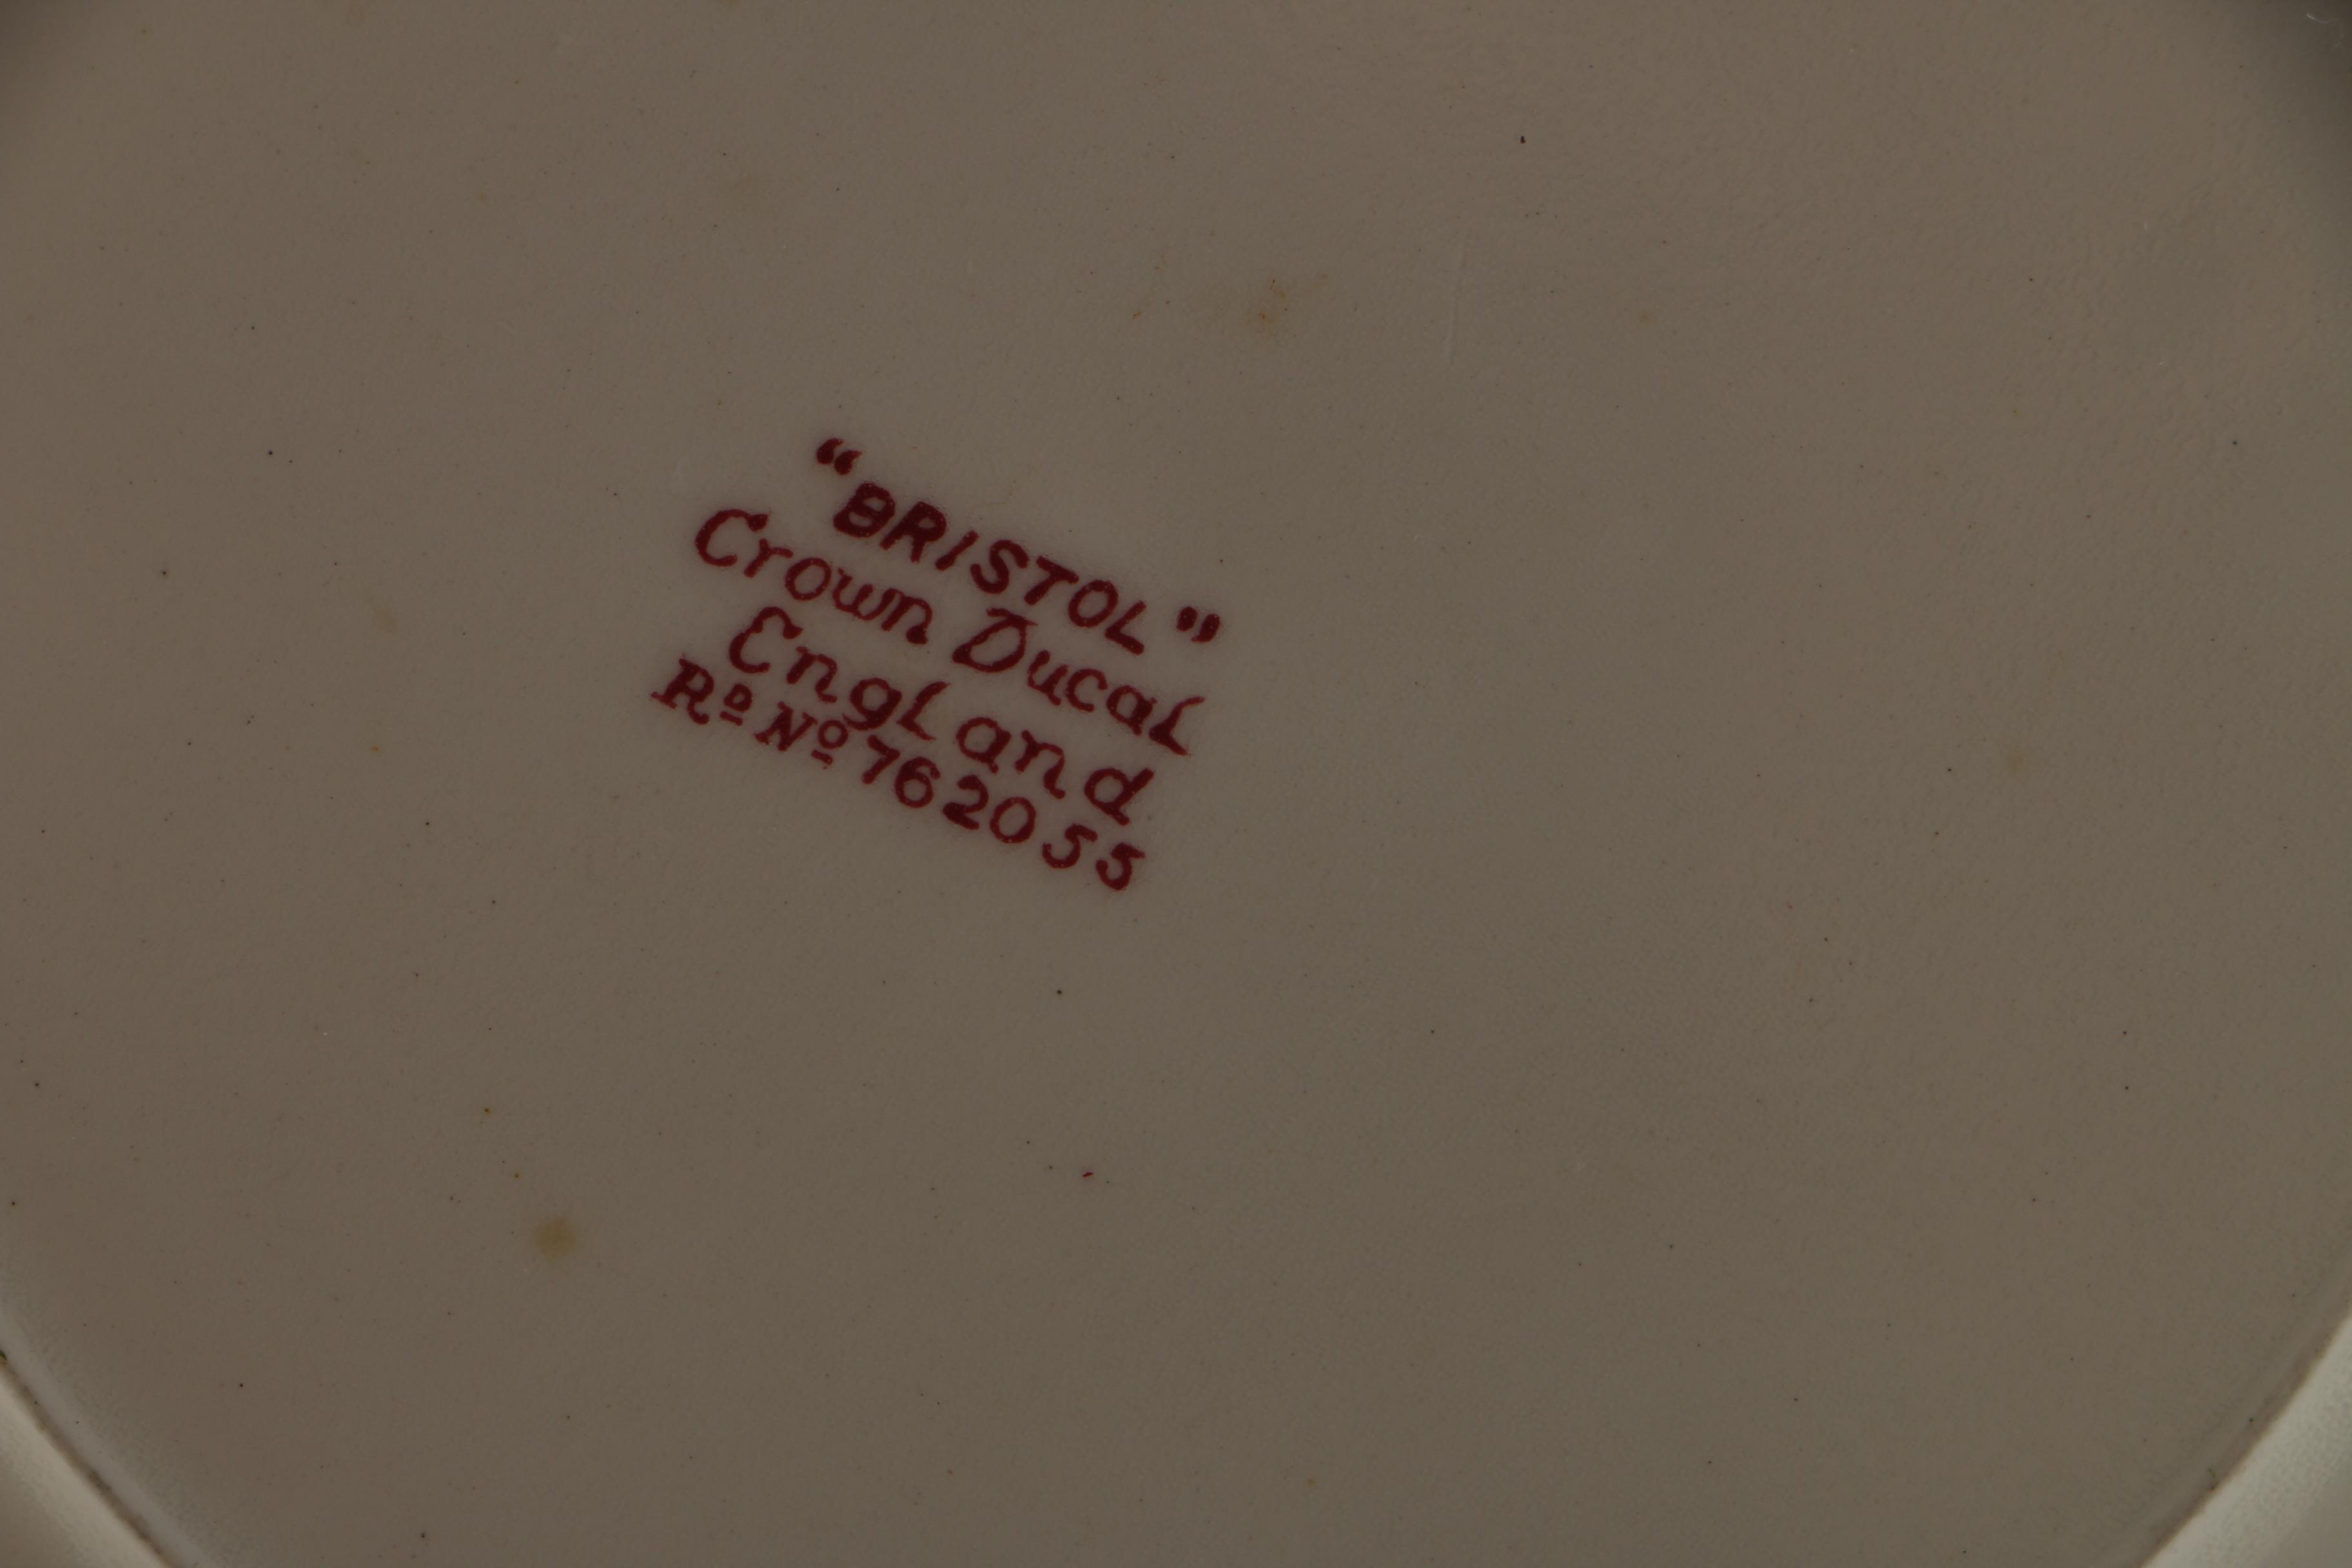 “BRISTOL”
Crown Ducal
England
Rᴰ Nº 762055